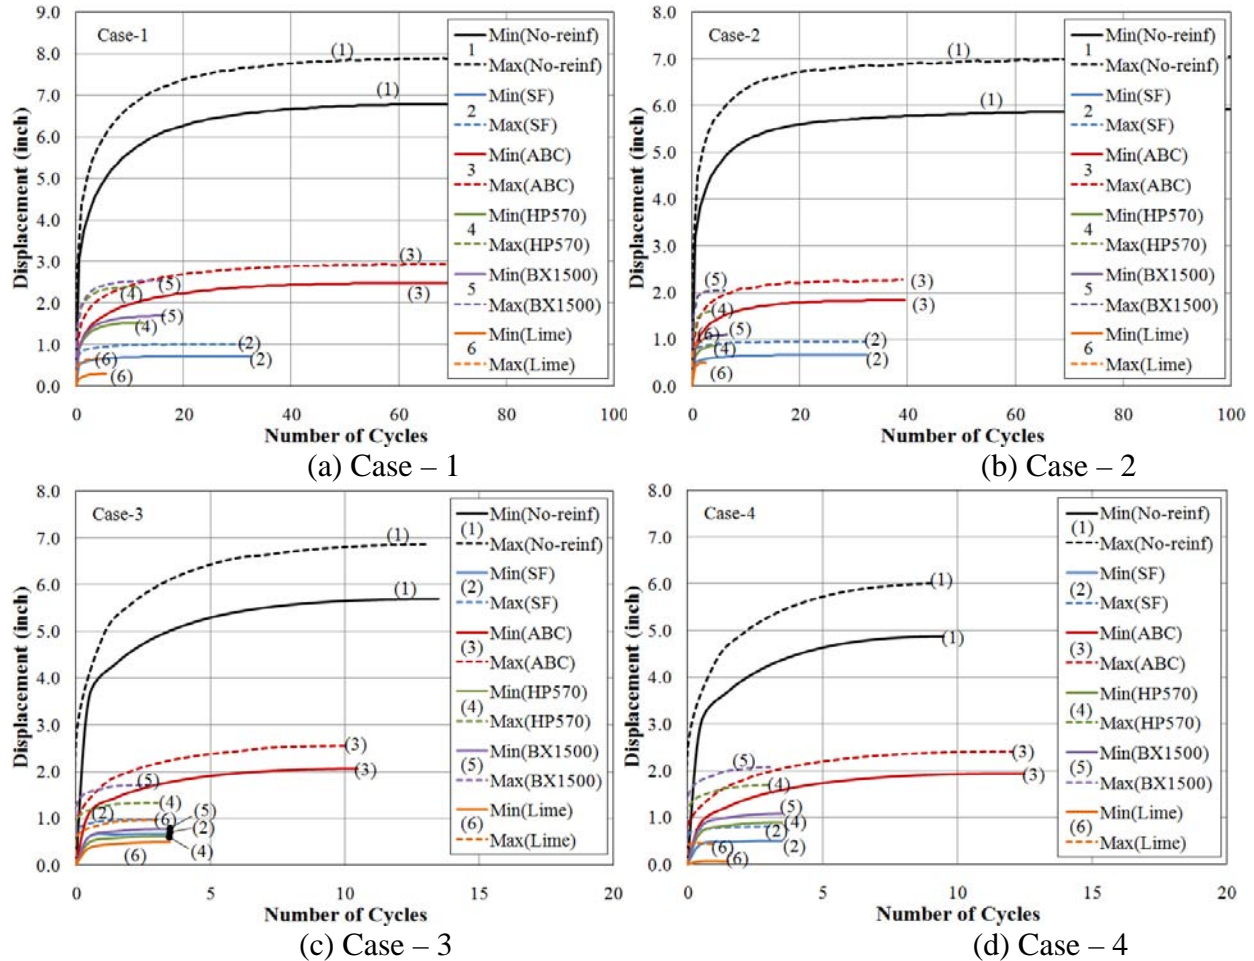 Case-1
Displacement (inch)
9.0
8.0
7.0
6.0
5.0
4.0
3.0
2.0
1.0
0.0
0 20 40 60 80 100
Number of Cycles
(1)
(1)
(3)
(3)
(5)
(4)
(5)
(4)
(2)
(2)
(6)
(6)
Min(No-reinf)
1
Max(No-reinf)
Min(SF)
2
Max(SF)
Min(ABC)
3
Max(ABC)
Min(HP570)
4
Max(HP570)
Min(BX1500)
5
Max(BX1500)
Min(Lime)
6
Max(Lime)
(a) Case – 1
Case-2
Displacement (inch)
8.0
7.0
6.0
5.0
4.0
3.0
2.0
1.0
0.0
0 20 40 60 80 100
Number of Cycles
(1)
(1)
(3)
(3)
(5)
(4)
(6)
(5)
(4)
(2)
(2)
(6)
Min(No-reinf)
1
Max(No-reinf)
Min(SF)
2
Max(SF)
Min(ABC)
3
Max(ABC)
Min(HP570)
4
Max(HP570)
Min(BX1500)
5
Max(BX1500)
Min(Lime)
6
Max(Lime)
(b) Case – 2
Case-3
Displacement (inch)
8.0
7.0
6.0
5.0
4.0
3.0
2.0
1.0
0.0
0 5 10 15 20
Number of Cycles
(1)
(1)
(3)
(3)
(5)
(4)
(2)
(6)
(5)
(2)
(4)
(6)
Min(No-reinf)
(1)
Max(No-reinf)
Min(SF)
(2)
Max(SF)
Min(ABC)
(3)
Max(ABC)
Min(HP570)
(4)
Max(HP570)
Min(BX1500)
(5)
Max(BX1500)
Min(Lime)
(6)
Max(Lime)
(c) Case – 3
Case-4
Displacement (inch)
8.0
7.0
6.0
5.0
4.0
3.0
2.0
1.0
0.0
0 5 10 15 20
Number of Cycles
(1)
(1)
(3)
(3)
(5)
(4)
(5)
(4)
(2)
(2)
(6)
(6)
Min(No-reinf)
(1)
Max(No-reinf)
Min(SF)
(2)
Max(SF)
Min(ABC)
(3)
Max(ABC)
Min(HP570)
(4)
Max(HP570)
Min(BX1500)
(5)
Max(BX1500)
Min(Lime)
(6)
Max(Lime)
(d) Case – 4